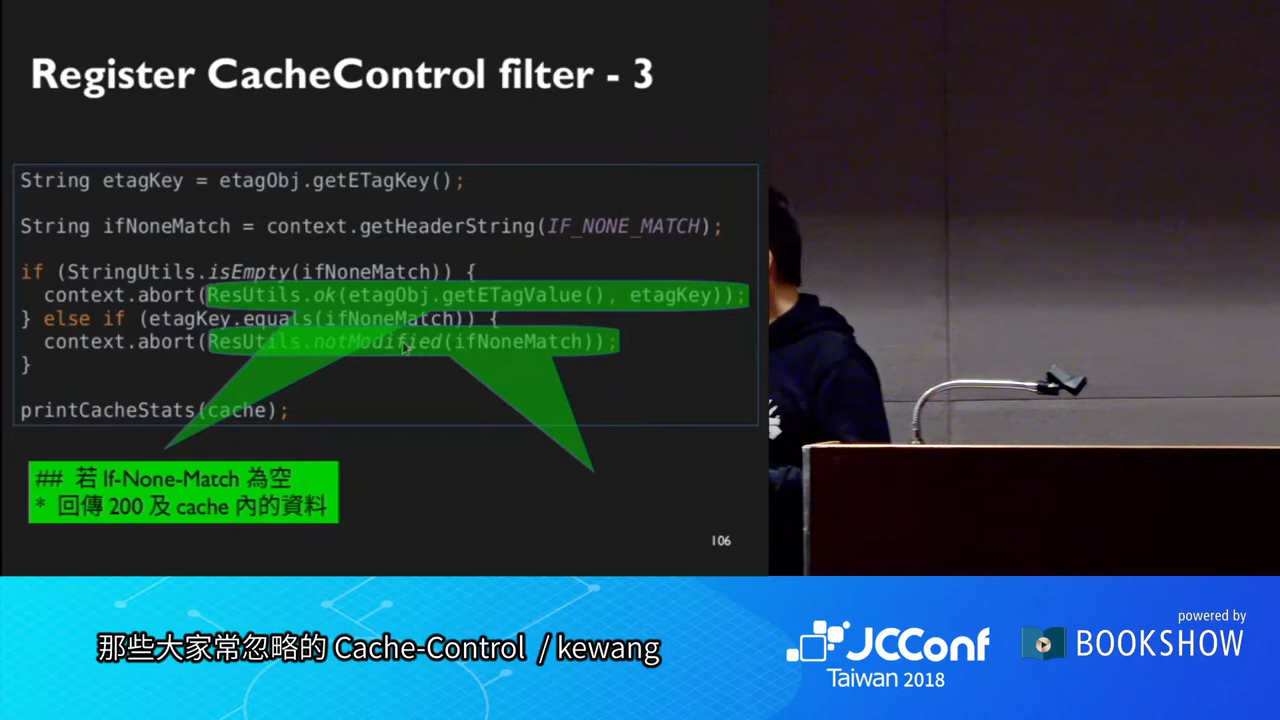 Register CacheControl filter - 3
String etagKey = etagObj.getETagKey();
String ifNoneMatch = context.getHeaderString(IF_NONE_MATCH);
if (StringUtils.isEmpty(ifNoneMatch)) {
context.abort(ResUtils.ok(etagObj.getETagValue(), etagKey));
} else if (etagKey.equals(ifNoneMatch)) {
context.abort(ResUtils.notModified(ifNoneMatch));
}
printCacheStats(cache);
## 若 If-None-Match 為空
* 回傳 200 及 cache 內的資料
106
那些大家常忽略的 Cache-Control / kewang
JCConf
Taiwan 2018
powered by
BOOKSHOW